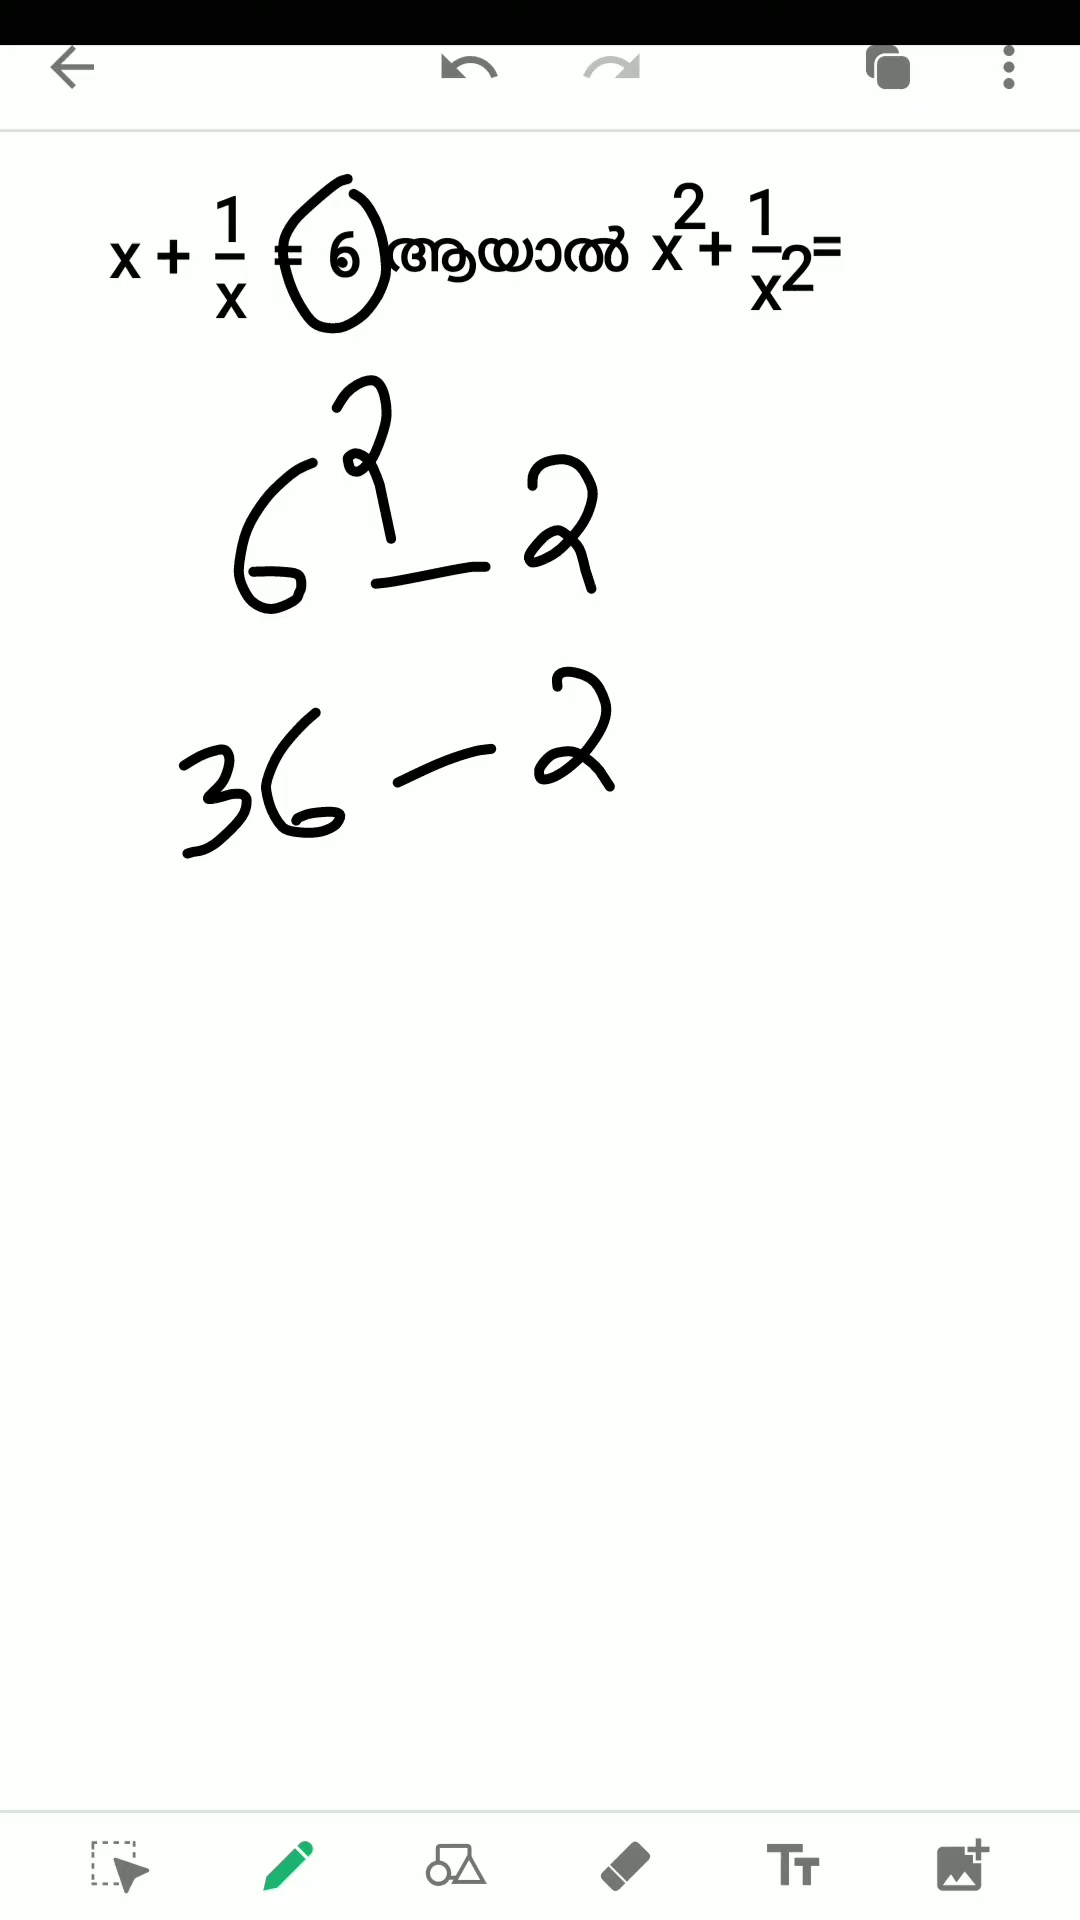 x + 1/x = 6 ആയാൽ x² + 1/x² =
6² - 2
36 - 2